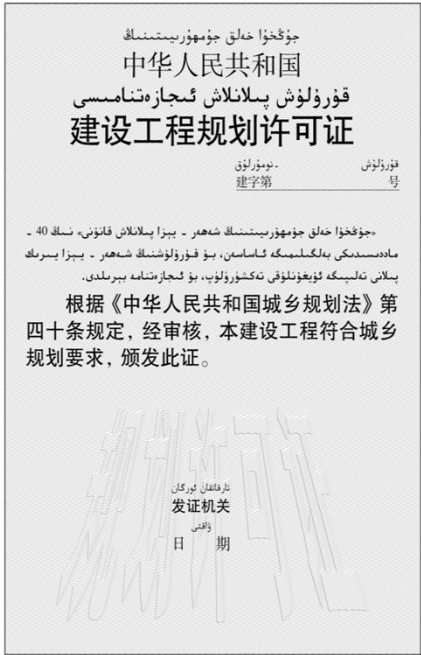 جۇڭخۇا خەلق جۇمھۇرىيىتىنىڭ
中华人民共和国
قۇرۇلۇش پىلانلاش ئىجازەتنامىسى
建设工程规划许可证
قۇرۇلۇش ـ نومۇرلۇق
建字第 号
«جۇڭخۇا خەلق جۇمھۇرىيىتىنىڭ شەھەر ـ يېزا پىلانلاش قانۇنى» نىڭ 40 ـ
ماددىسىدىكى بەلگىلىمىگە ئاساسەن، بۇ قۇرۇلۇشنىڭ شەھەر ـ يېزا بىرلىك
پىلانى تەلىپىگە ئۇيغۇنلۇقى تەكشۈرۈلۈپ، بۇ ئىجازەتنامە بېرىلدى.
根据《中华人民共和国城乡规划法》第
四十条规定，经审核，本建设工程符合城乡
规划要求，颁发此证。
规划许可证
تارقاتقان ئورگان
发证机关
ۋاقتى
日 期